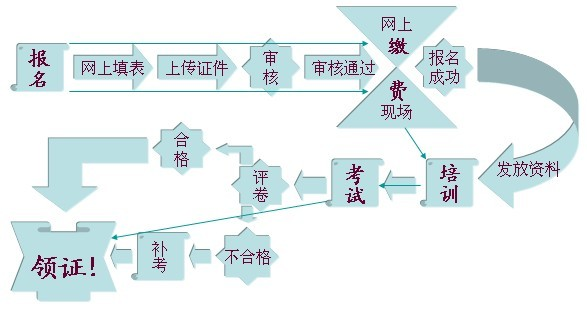 报名
网上填表
上传证件
审核
审核通过
网上
缴
费
现场
报名
成功
发放资料
培训
考试
评卷
合格
不合格
补考
领证!